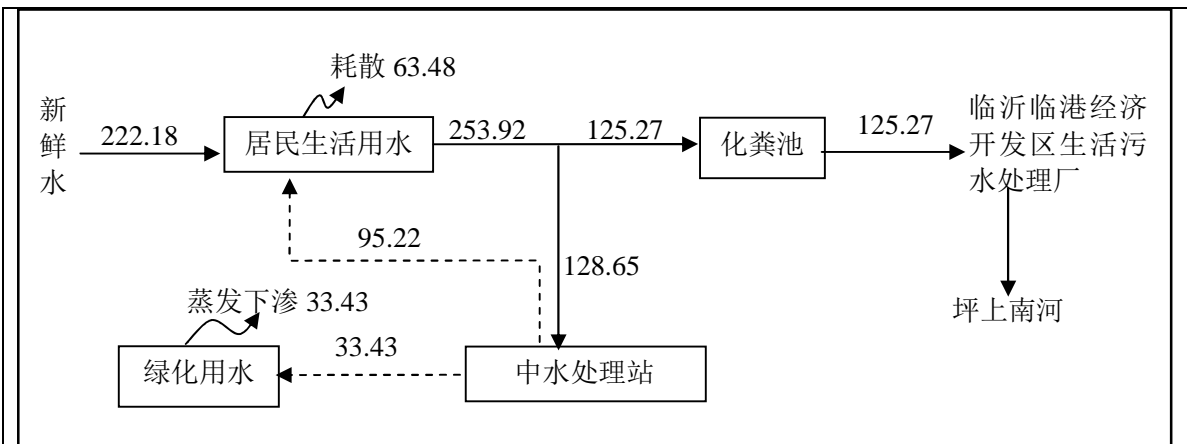 耗散 63.48
新
鲜
水
222.18
居民生活用水
253.92
125.27
化粪池
125.27
临沂临港经济
开发区生活污
水处理厂
95.22
128.65
蒸发下渗 33.43
坪上南河
绿化用水
33.43
中水处理站